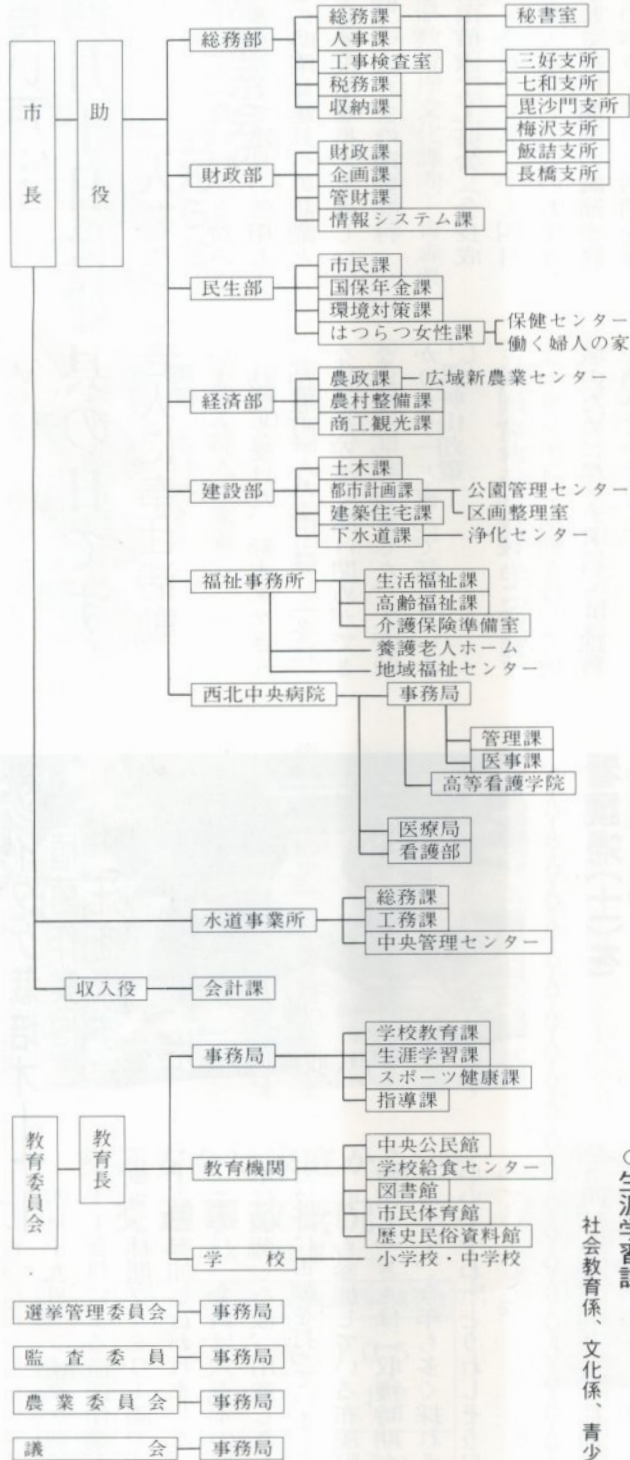 市長
助役
総務部
総務課
人事課
工事検査室
税務課
収納課
秘書室
三好支所
七和支所
毘沙門支所
梅沢支所
飯詰支所
長橋支所
財政部
財政課
企画課
管財課
情報システム課
民生部
市民課
国保年金課
環境対策課
はつらつ女性課
保健センター
働く婦人の家
経済部
農政課
広域新農業センター
農村整備課
商工観光課
建設部
土木課
都市計画課
公園管理センター
区画整理室
建築住宅課
下水道課
浄化センター
福祉事務所
生活福祉課
高齢福祉課
介護保険準備室
養護老人ホーム
地域福祉センター
西北中央病院
事務局
管理課
医事課
高等看護学院
医療局
看護部
水道事業所
総務課
工務課
中央管理センター
収入役
会計課
教育委員会
教育長
事務局
学校教育課
生涯学習課
スポーツ健康課
指導課
教育機関
中央公民館
学校給食センター
図書館
市民体育館
歴史民俗資料館
学校
小学校・中学校
選挙管理委員会
事務局
監査委員
事務局
農業委員会
事務局
議会
事務局
○生涯学習課
社会教育係、文化係、青少